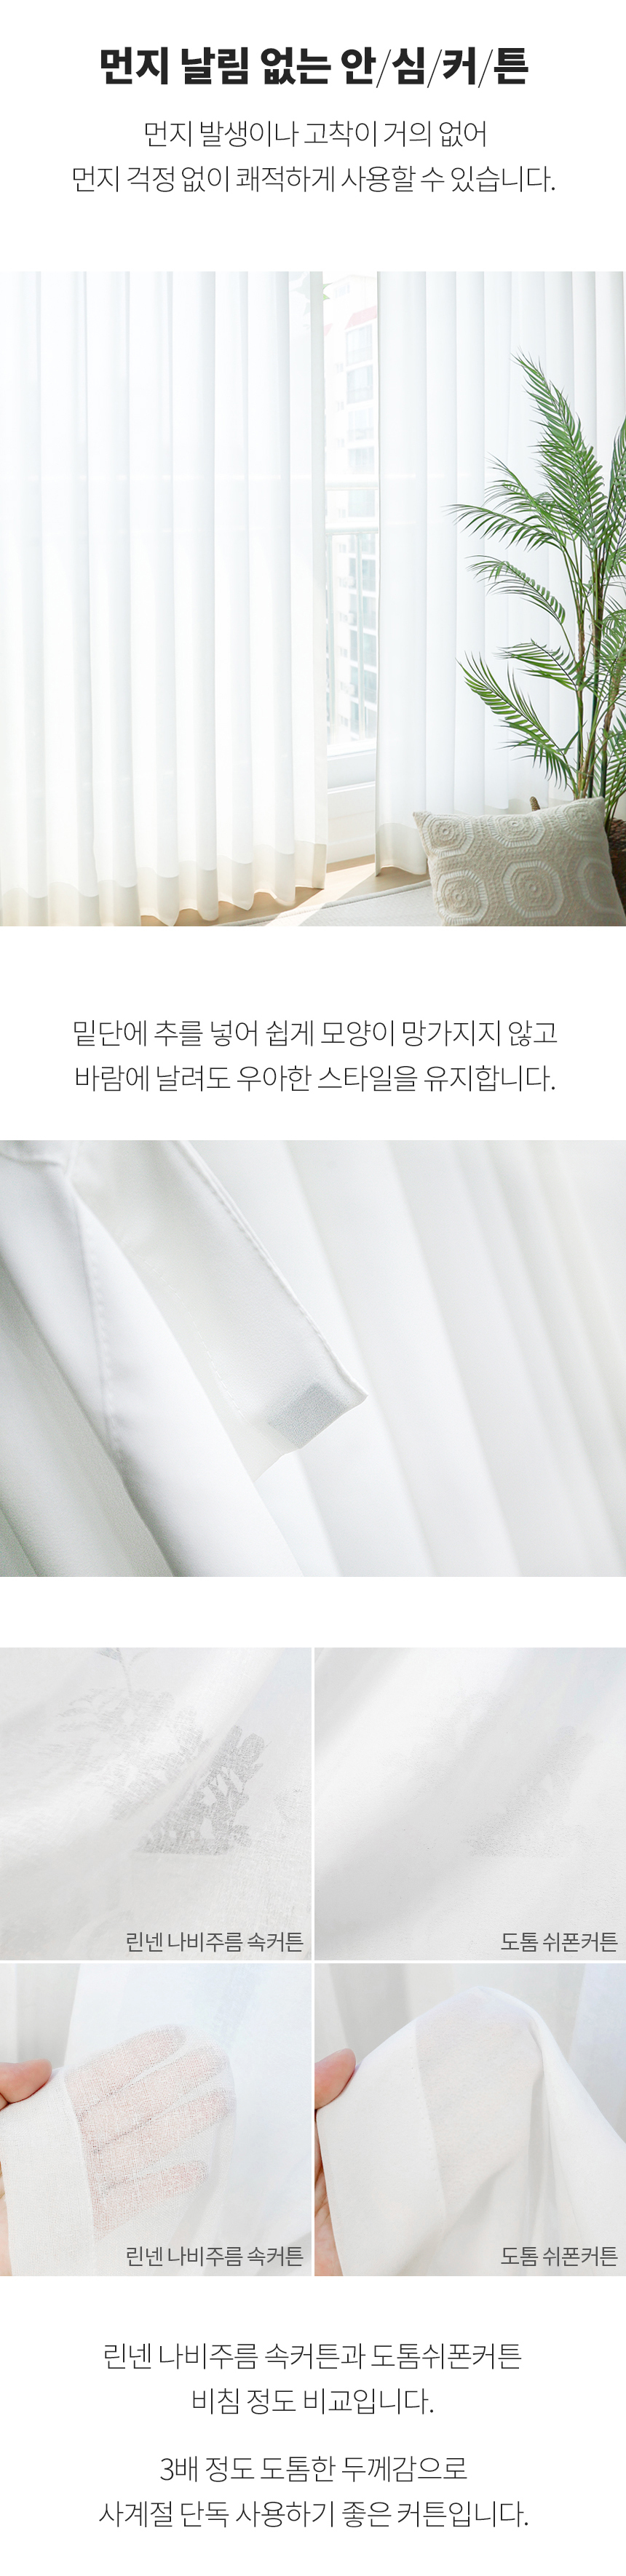 먼지 날림 없는 안/심/커/튼
먼지 발생이나 고착이 거의 없어
먼지 걱정 없이 쾌적하게 사용할 수 있습니다.
밑단에 추를 넣어 쉽게 모양이 망가지지 않고
바람에 날려도 우아한 스타일을 유지합니다.
린넨 나비주름 속커튼
도톰 쉬폰커튼
린넨 나비주름 속커튼
도톰 쉬폰커튼
린넨 나비주름 속커튼과 도톰쉬폰커튼
비침 정도 비교입니다.
3배 정도 도톰한 두께감으로
사계절 단독 사용하기 좋은 커튼입니다.